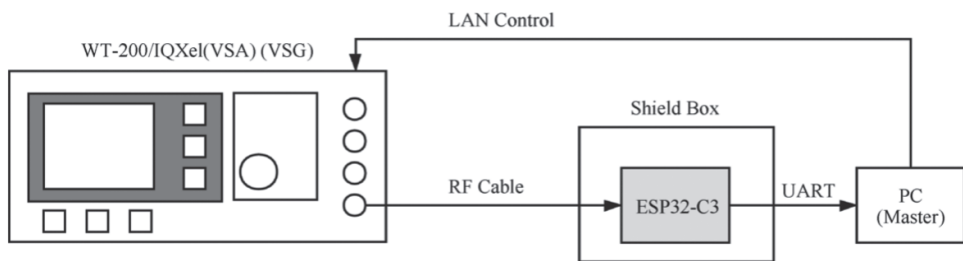 LAN Control
WT-200/IQXel(VSA) (VSG)
Shield Box
RF Cable
ESP32-C3
UART
PC
(Master)